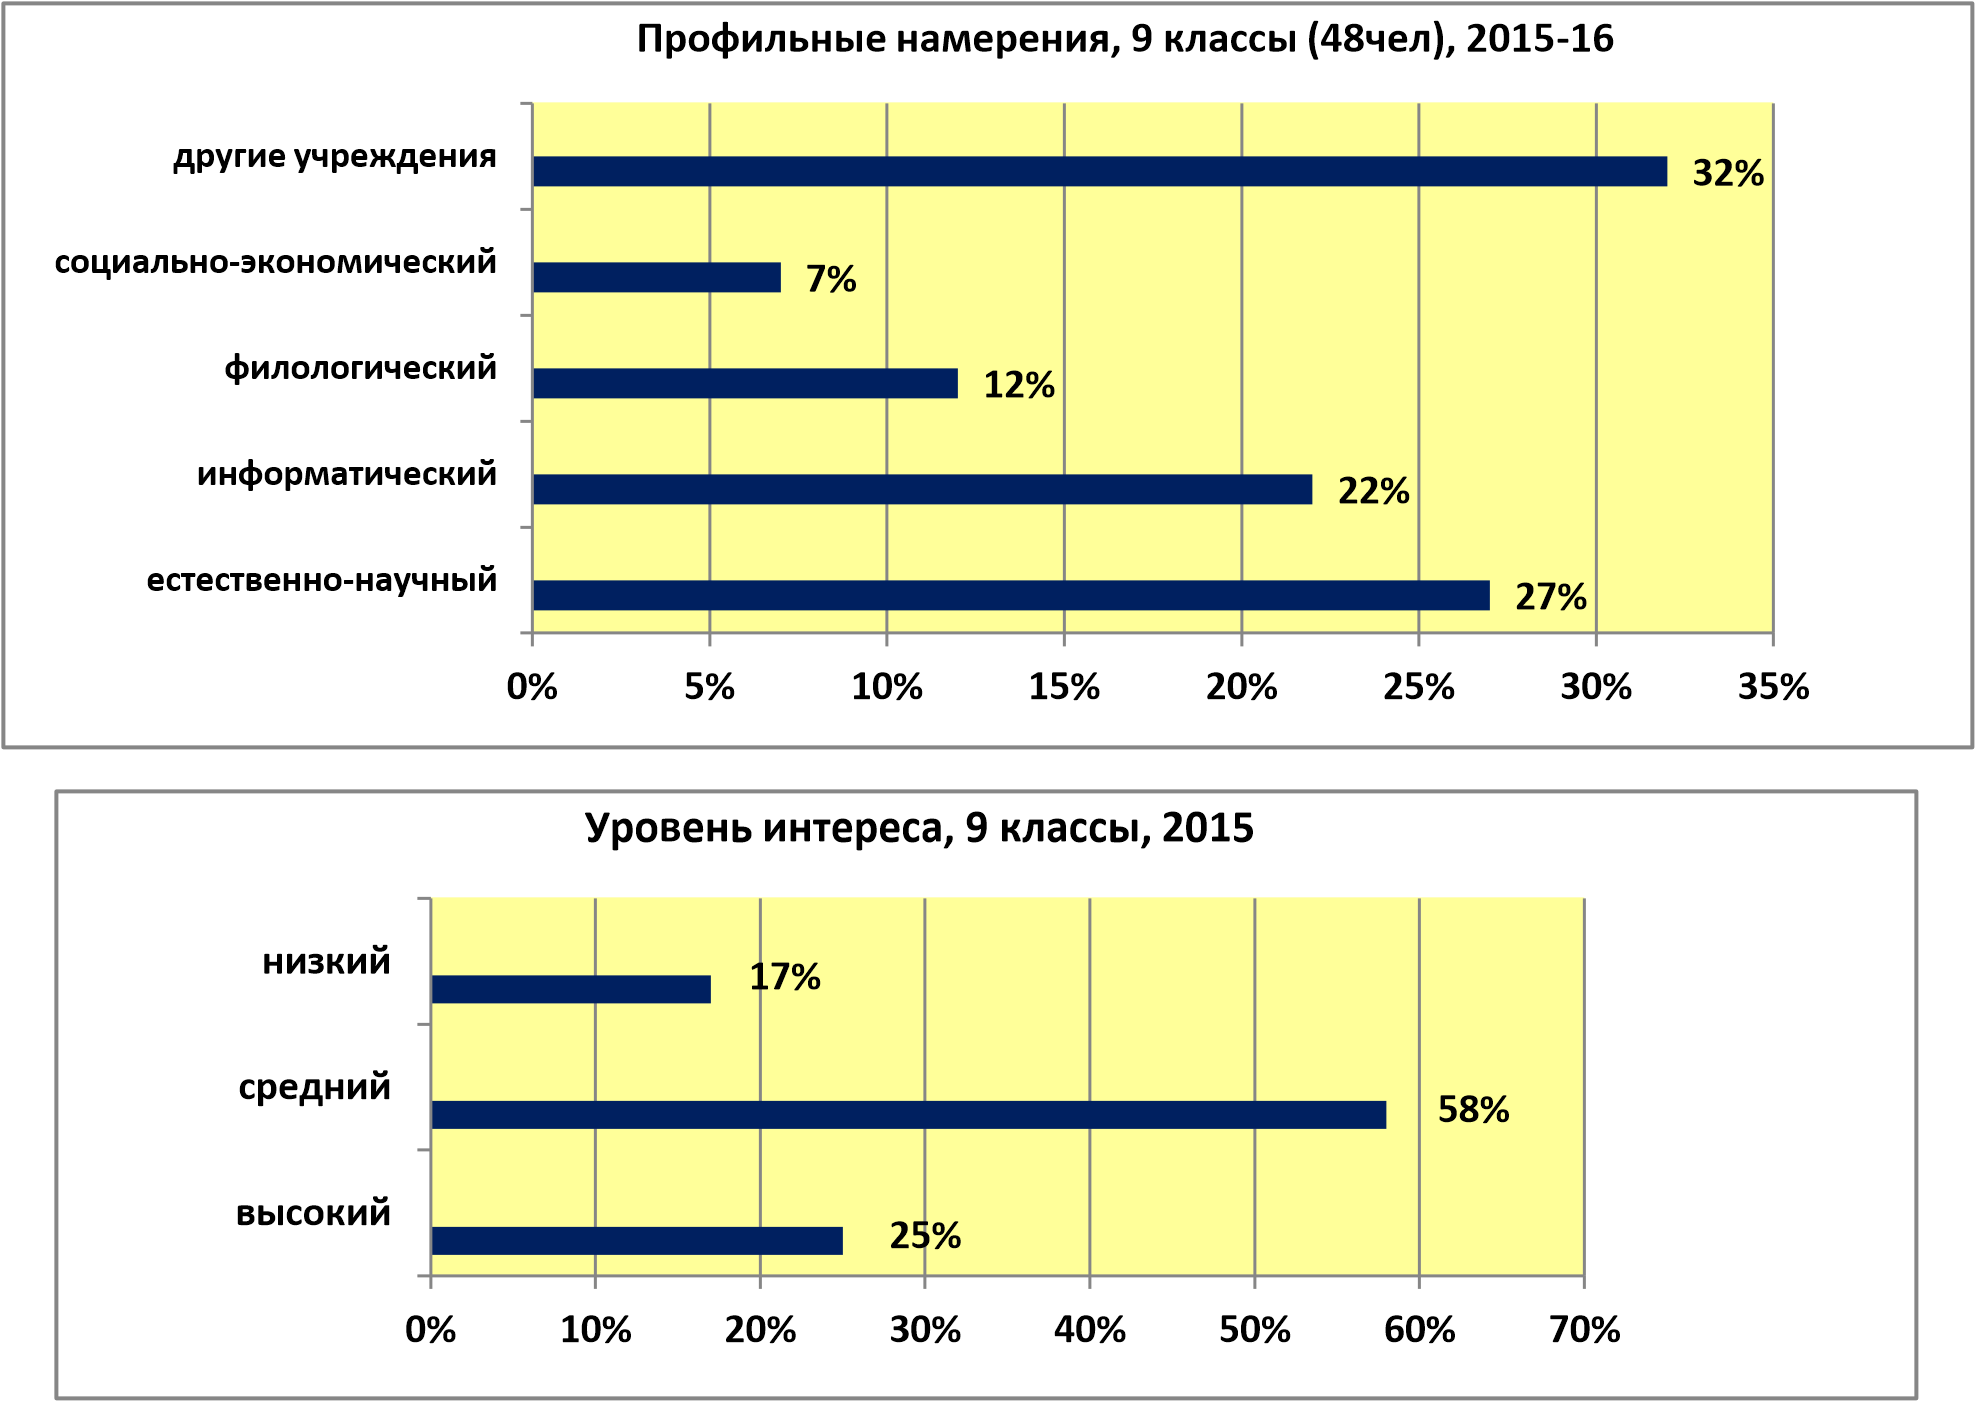 Профильные намерения, 9 классы (48чел), 2015-16
другие учреждения
32%
социально-экономический
7%
филологический
12%
информатический
22%
естественно-научный
27%
0% 5% 10% 15% 20% 25% 30% 35%
Уровень интереса, 9 классы, 2015
низкий
17%
средний
58%
высокий
25%
0% 10% 20% 30% 40% 50% 60% 70%